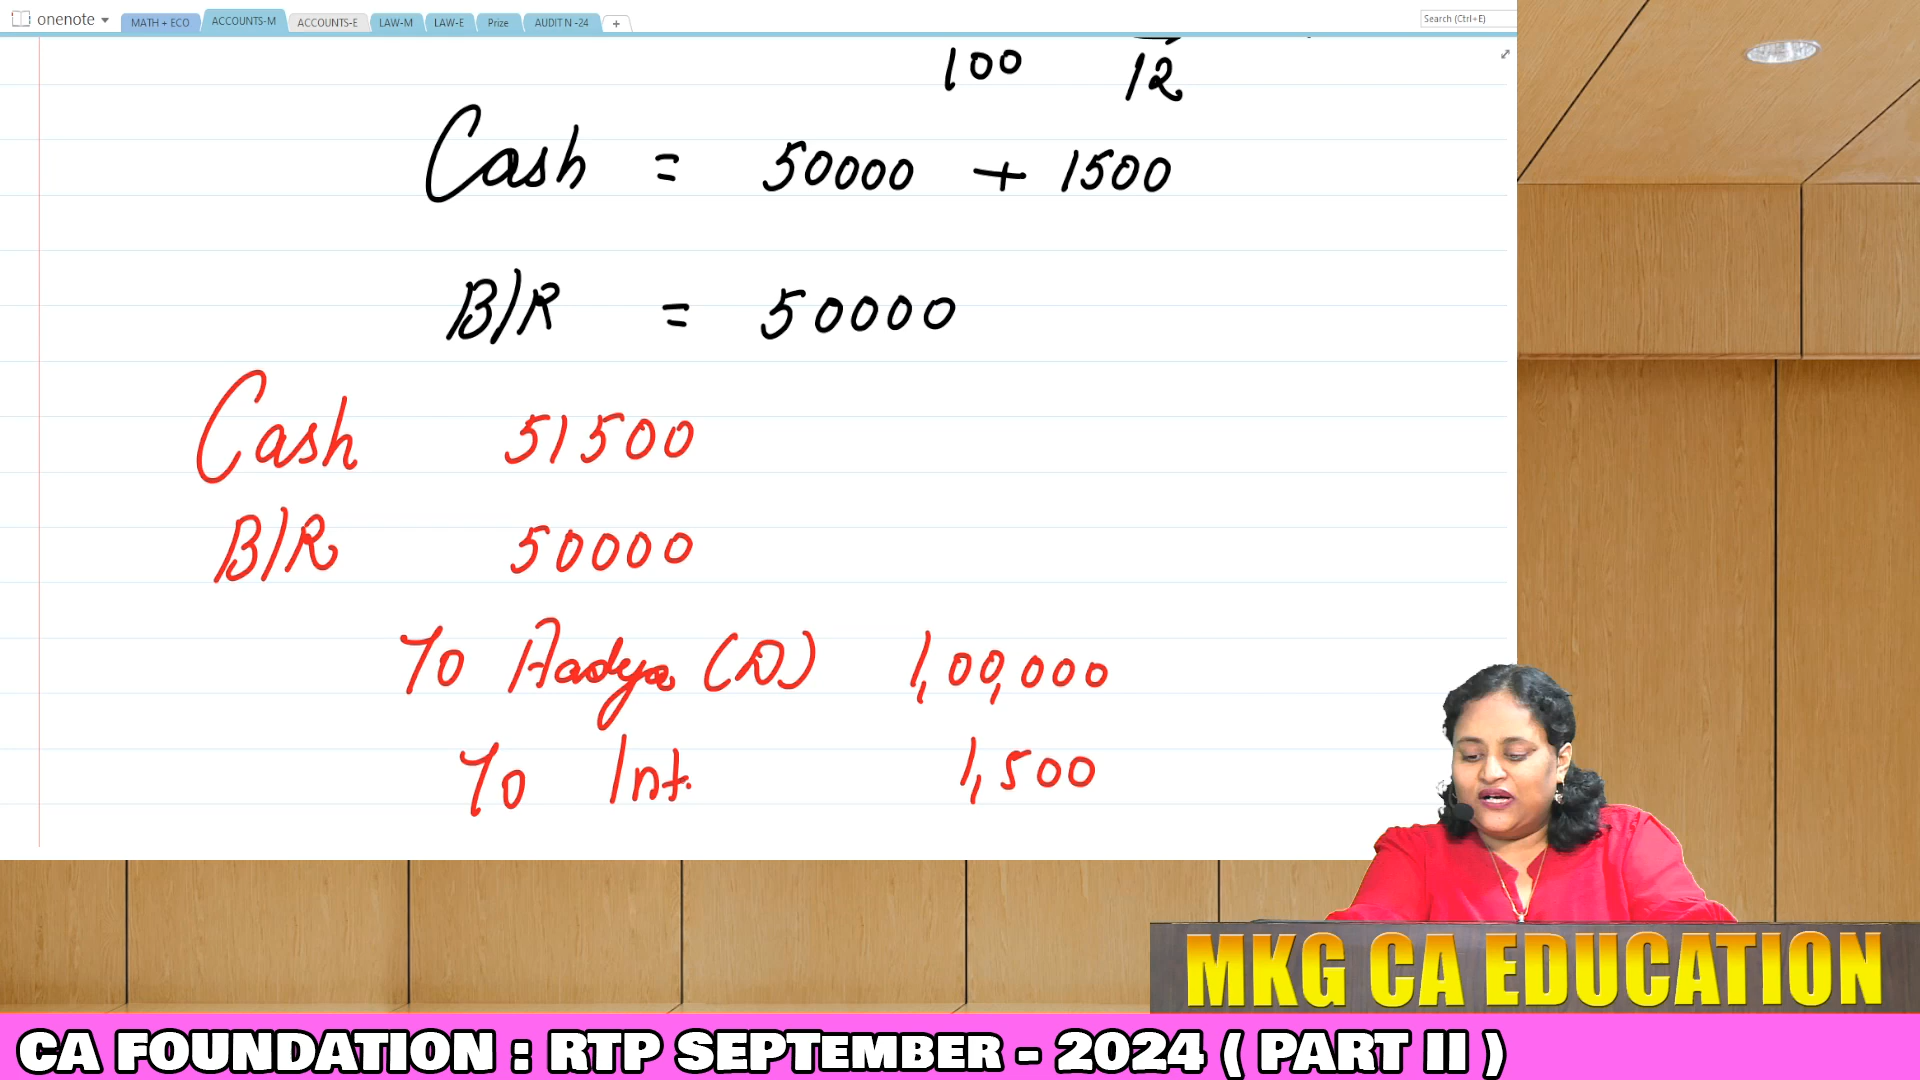 onenote
MATH + ECO ACCOUNTS-M ACCOUNTS-E LAW-M LAW-E Prize AUDIT N -24 +
Search (Ctrl+E)
100 12
Cash = 50000 + 1500
B/R = 50000
Cash 51500
B/R 50000
To Aadya (D) 1,00,000
To Int. 1,500
MKG CA EDUCATION
CA FOUNDATION : RTP SEPTEMBER - 2024 ( PART II )